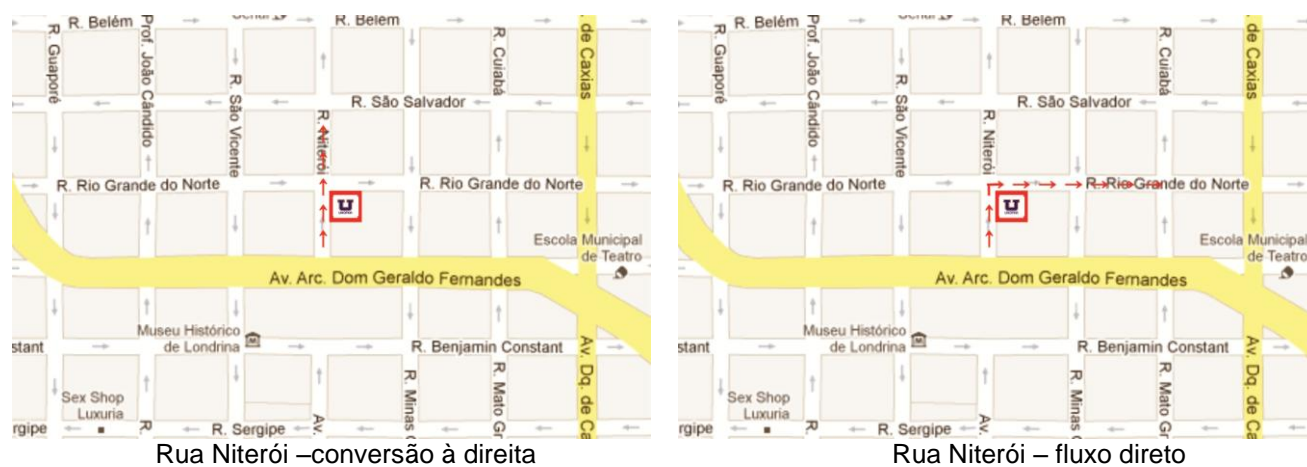 R. Belém
R. Guaporé
Prof. João Cândido
R. São Vicente
R. Niterói
R. Cuiabá
de Caxias
R. São Salvador
R. Rio Grande do Norte
R. Rio Grande do Norte
U
Escola Municipal
de Teatro
Av. Arc. Dom Geraldo Fernandes
Museu Histórico
de Londrina
M
stant
R. Benjamin Constant
Sex Shop
Luxuria
rgipe
R.
R. Sergipe
Av.
R. Minas G
R. Mato Gr
Av. Dq. de Ca
Rua Niterói –conversão à direita
R. Belém
R. Guaporé
Prof. João Cândido
R. São Vicente
R. Niterói
R. Belem
R. Cuiabá
de Caxias
R. São Salvador
R. Rio Grande do Norte
R. Rio Grande do Norte
U
Escola Municipal
de Teatro
Av. Arc. Dom Geraldo Fernandes
Museu Histórico
de Londrina
M
stant
R. Benjamin Constant
Sex Shop
Luxuria
rgipe
R.
R. Sergipe
Av.
R. Minas G
R. Mato Gr
Av. Dq. de Ca
Rua Niterói – fluxo direto